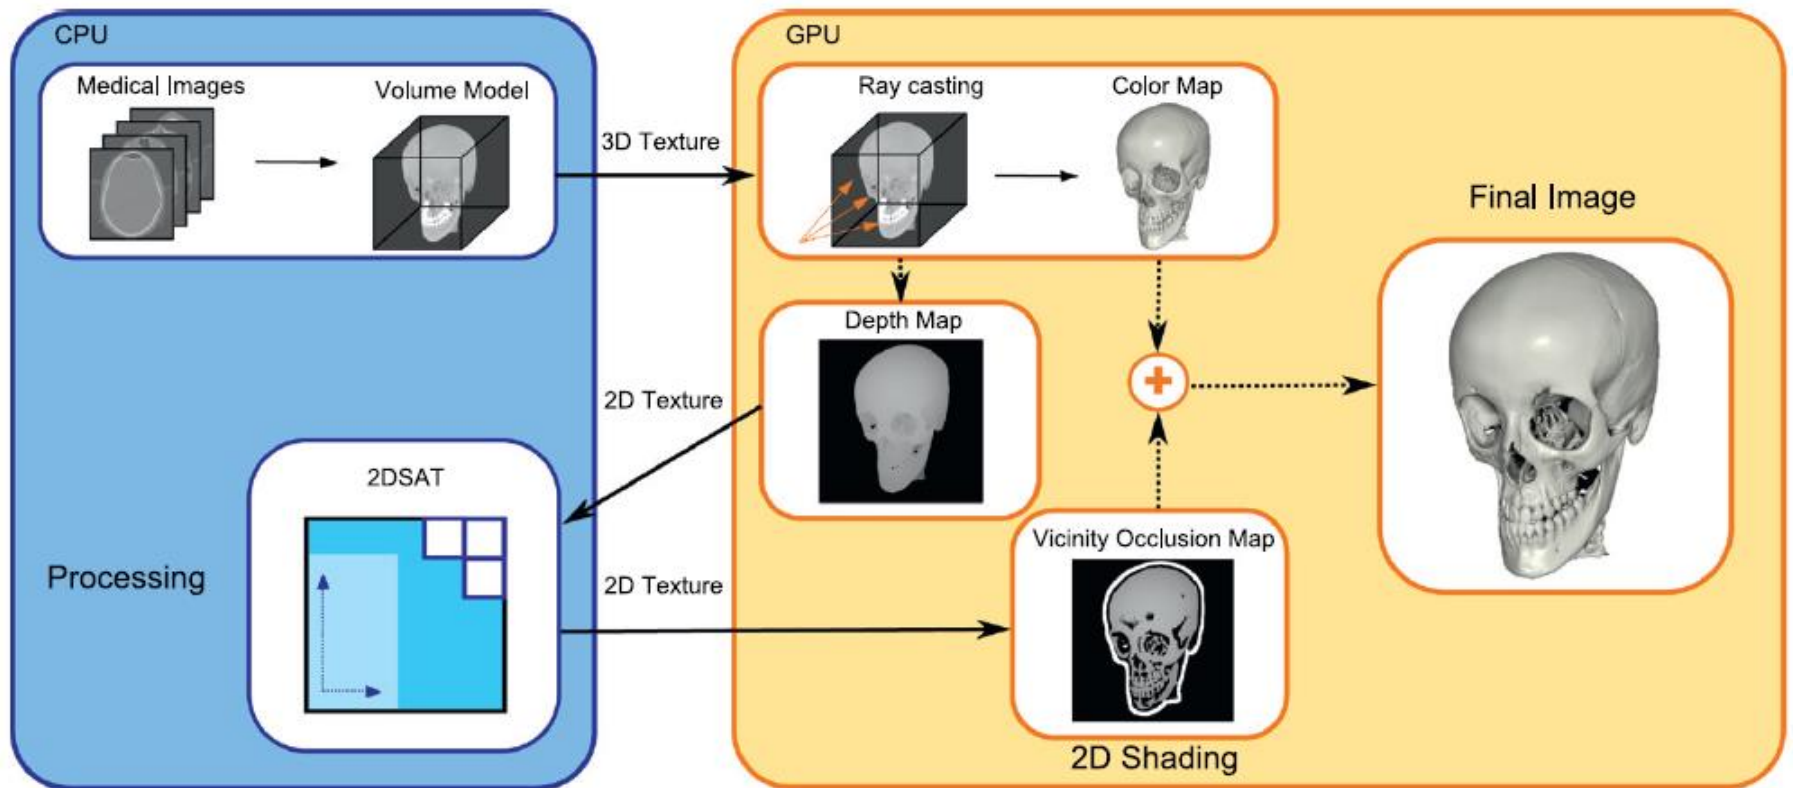 CPU
Medical Images
Volume Model
3D Texture
GPU
Ray casting
Color Map
Final Image
Depth Map
2D Texture
2DSAT
Processing
2D Texture
Vicinity Occlusion Map
2D Shading